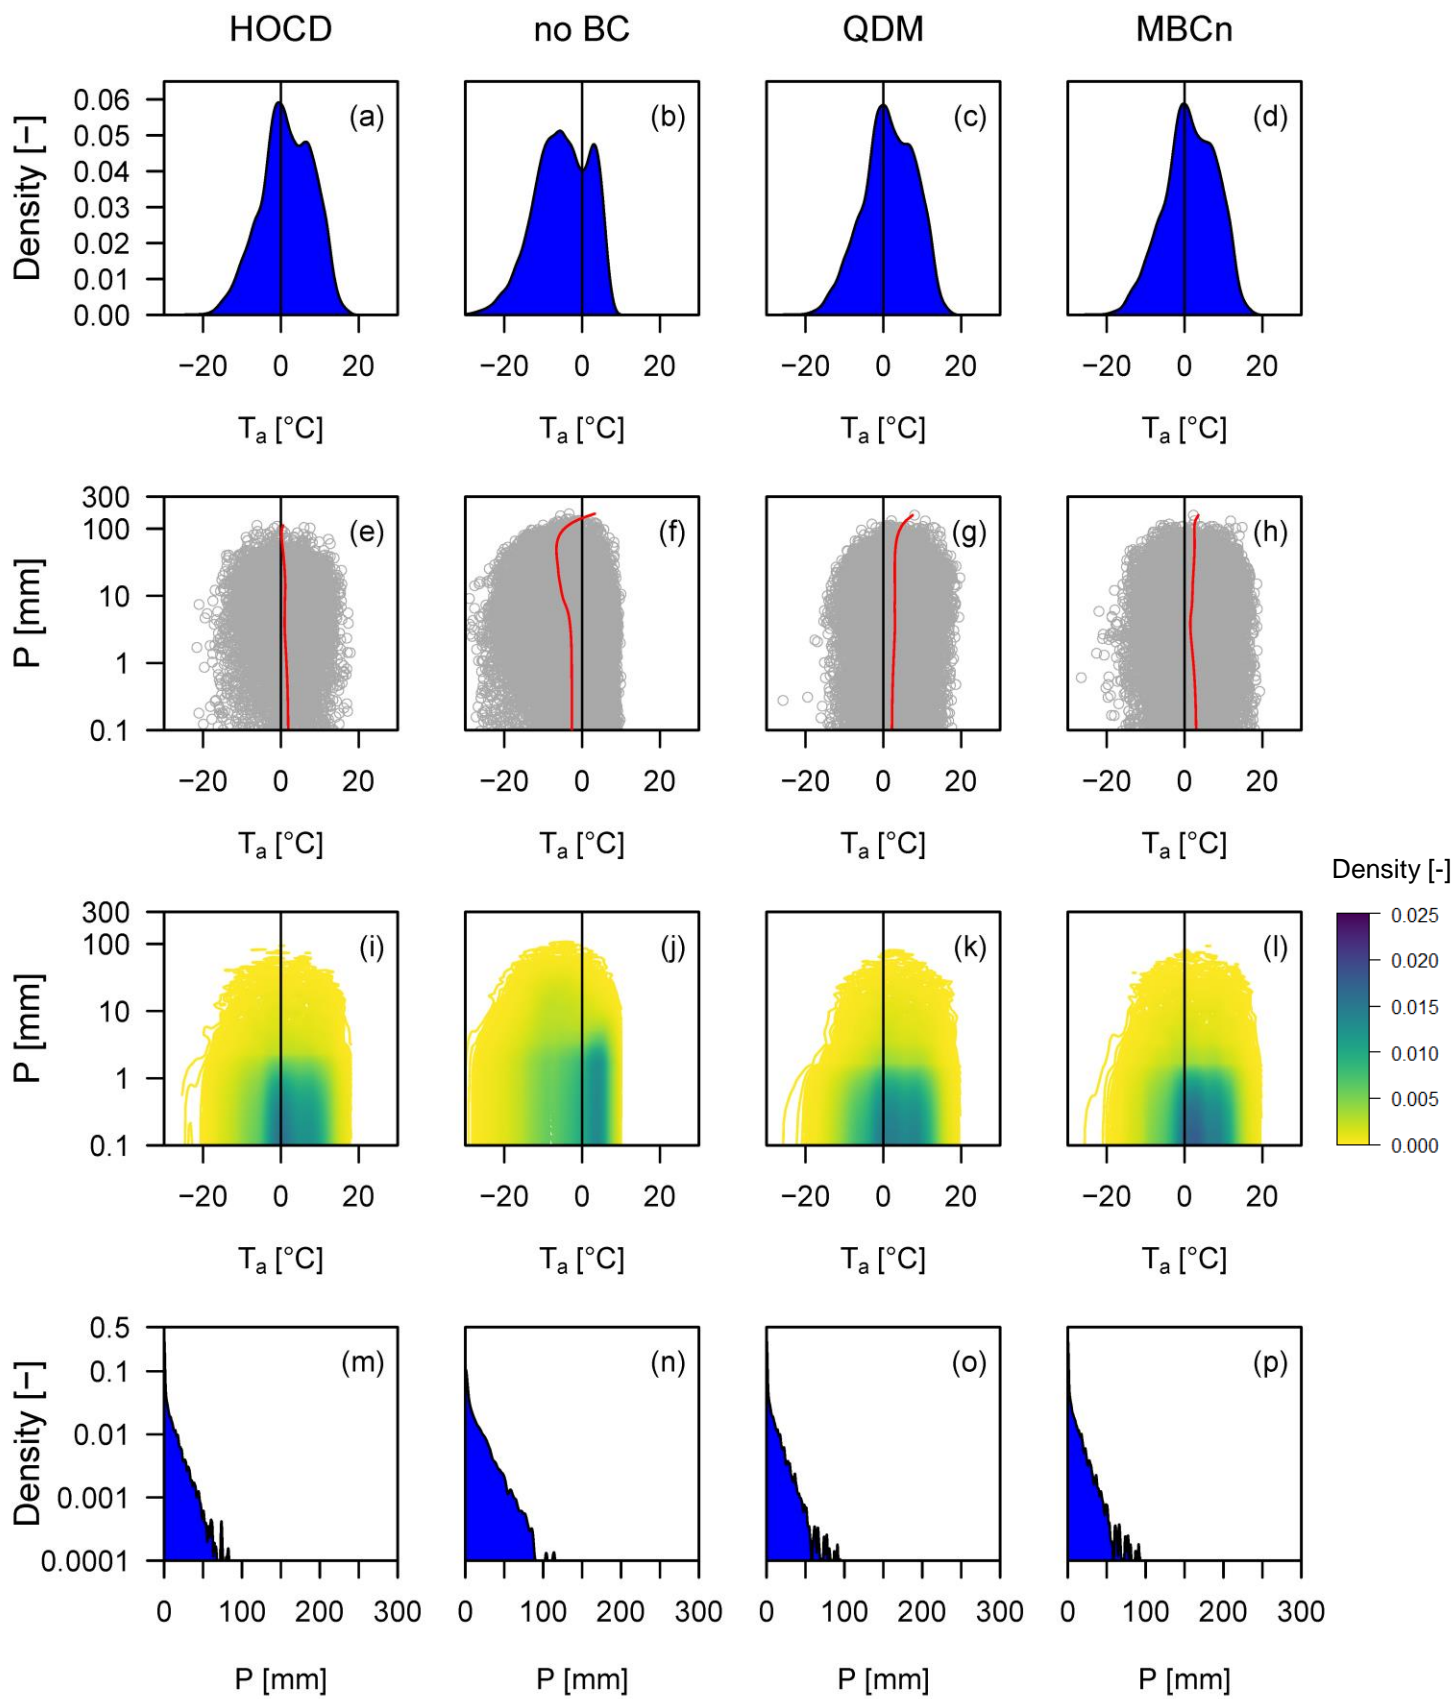 HOCD no BC QDM MBCn
Density [−]
0.06
0.05
0.04
0.03
0.02
0.01
0.00
(a) (b) (c) (d)
−20 0 20 −20 0 20 −20 0 20 −20 0 20
Ta [°C] Ta [°C] Ta [°C] Ta [°C]
P [mm]
300
100
10
1
0.1
(e) (f) (g) (h)
−20 0 20 −20 0 20 −20 0 20 −20 0 20
Ta [°C] Ta [°C] Ta [°C] Ta [°C]
Density [-]
0.025
0.020
0.015
0.010
0.005
0.000
P [mm]
300
100
10
1
0.1
(i) (j) (k) (l)
−20 0 20 −20 0 20 −20 0 20 −20 0 20
Ta [°C] Ta [°C] Ta [°C] Ta [°C]
Density [−]
0.5
0.1
0.01
0.001
0.0001
(m) (n) (o) (p)
0 100 200 300 0 100 200 300 0 100 200 300 0 100 200 300
P [mm] P [mm] P [mm] P [mm]